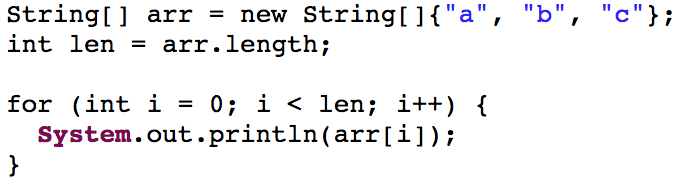 String[] arr = new String[]{"a", "b", "c"};
int len = arr.length;

for (int i = 0; i < len; i++) {
  System.out.println(arr[i]);
}